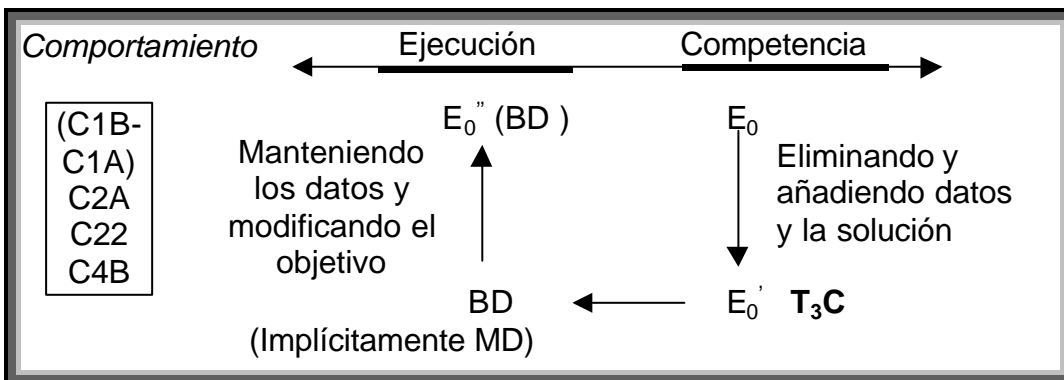 Comportamiento
Ejecución
Competencia
(C1B-
C1A)
C2A
C22
C4B
Manteniendo
los datos y
modificando el
objetivo
E₀” (BD )
E₀
Eliminando y
añadiendo datos
y la solución
BD
(Implícitamente MD)
E₀’ T₃C